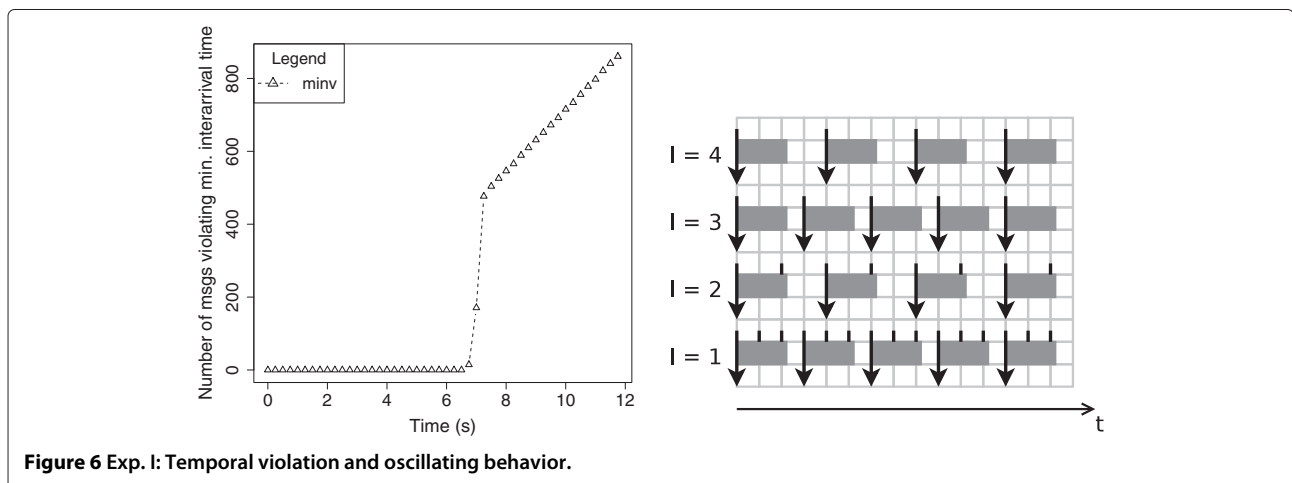 Number of msgs violating min. interarrival time
800
600
400
200
0
Legend
minv
0 2 4 6 8 10 12
Time (s)
I = 4
I = 3
I = 2
I = 1
t
Figure 6 Exp. I: Temporal violation and oscillating behavior.